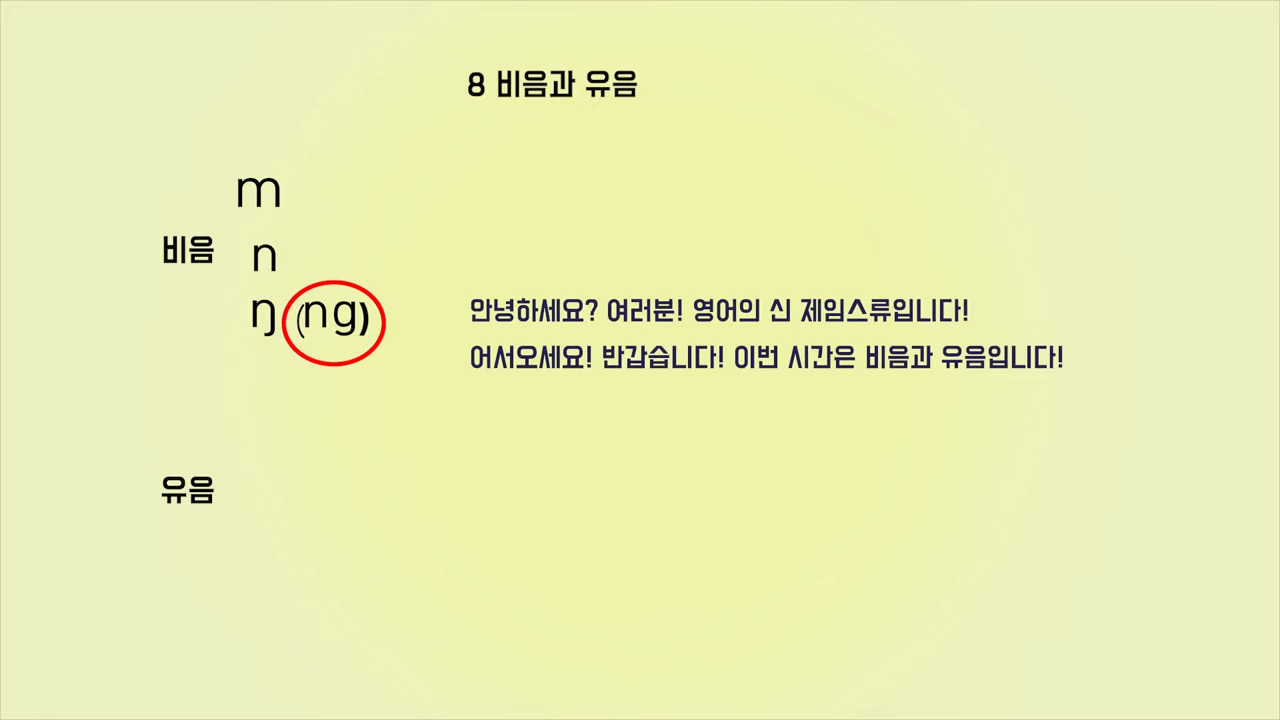 8 비음과 유음
m
비음 n
ŋ (ng)
안녕하세요? 여러분! 영어의 신 제임스류입니다!
어서오세요! 반갑습니다! 이번 시간은 비음과 유음입니다!
유음